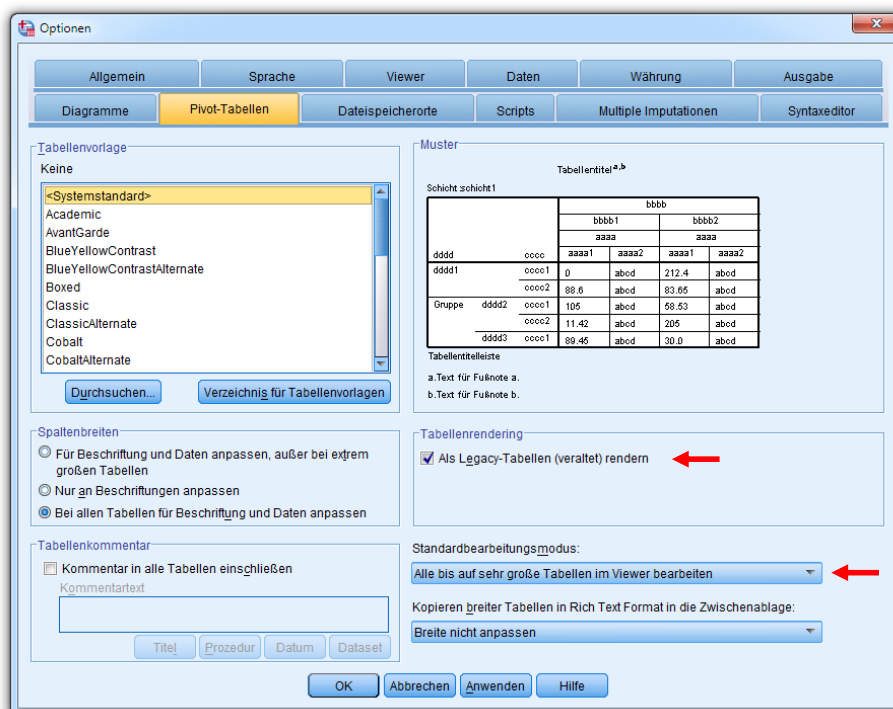 Optionen
Allgemein Sprache Viewer Daten Währung Ausgabe
Diagramme Pivot-Tabellen Dateispeicherorte Scripts Multiple Imputationen Syntaxeditor
Tabellenvorlage
Keine
<Systemstandard>
Academic
AvantGarde
BlueYellowContrast
BlueYellowContrastAlternate
Boxed
Classic
ClassicAlternate
Cobalt
CobaltAlternate
Durchsuchen... Verzeichnis für Tabellenvorlagen
Muster
Tabellentitel a,b
Schicht :schicht1
bbbb
bbbb1 bbbb2
aaaa aaaa
dddd cccc aaaa1 aaaa2 aaaa1 aaaa2
dddd1 cccc1 0 abcd 212.4 abcd
cccc2 88.6 abcd 83.65 abcd
Gruppe dddd2 cccc1 105 abcd 58.53 abcd
cccc2 11.42 abcd 205 abcd
dddd3 cccc1 89.45 abcd 30.0 abcd
Tabellentitelleiste
a.Text für Fußnote a.
b.Text für Fußnote b.
Spaltenbreiten
Für Beschriftung und Daten anpassen, außer bei extrem
großen Tabellen
Nur an Beschriftungen anpassen
Bei allen Tabellen für Beschriftung und Daten anpassen
Tabellenrendering
Als Legacy-Tabellen (veraltet) rendern
Tabellenkommentar
Kommentar in alle Tabellen einschließen
Kommentartext
Titel Prozedur Datum Dataset
Standardbearbeitungsmodus:
Alle bis auf sehr große Tabellen im Viewer bearbeiten
Kopieren breiter Tabellen in Rich Text Format in die Zwischenablage:
Breite nicht anpassen
OK Abbrechen Anwenden Hilfe